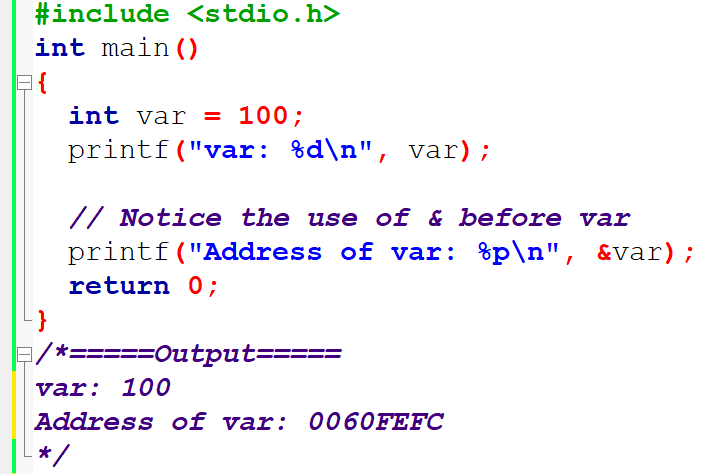 #include <stdio.h>
int main()
{
  int var = 100;
  printf("var: %d\n", var);

  // Notice the use of & before var
  printf("Address of var: %p\n", &var);
  return 0;
}
/*=====Output=====
var: 100
Address of var: 0060FEFC
*/